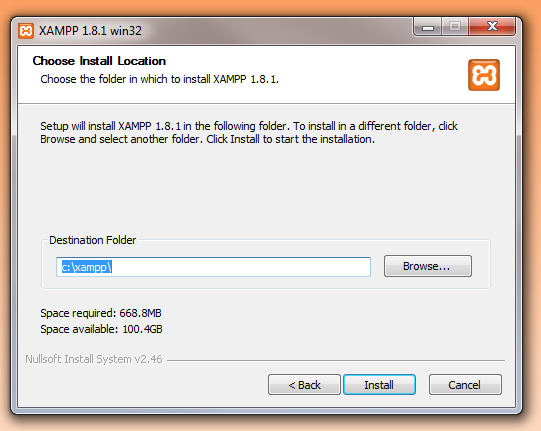 XAMPP 1.8.1 win32
Choose Install Location
Choose the folder in which to install XAMPP 1.8.1.
Setup will install XAMPP 1.8.1 in the following folder. To install in a different folder, click
Browse and select another folder. Click Install to start the installation.
Destination Folder
c:\xampp\
Browse...
Space required: 668.8MB
Space available: 100.4GB
Nullsoft Install System v2.46
< Back
Install
Cancel